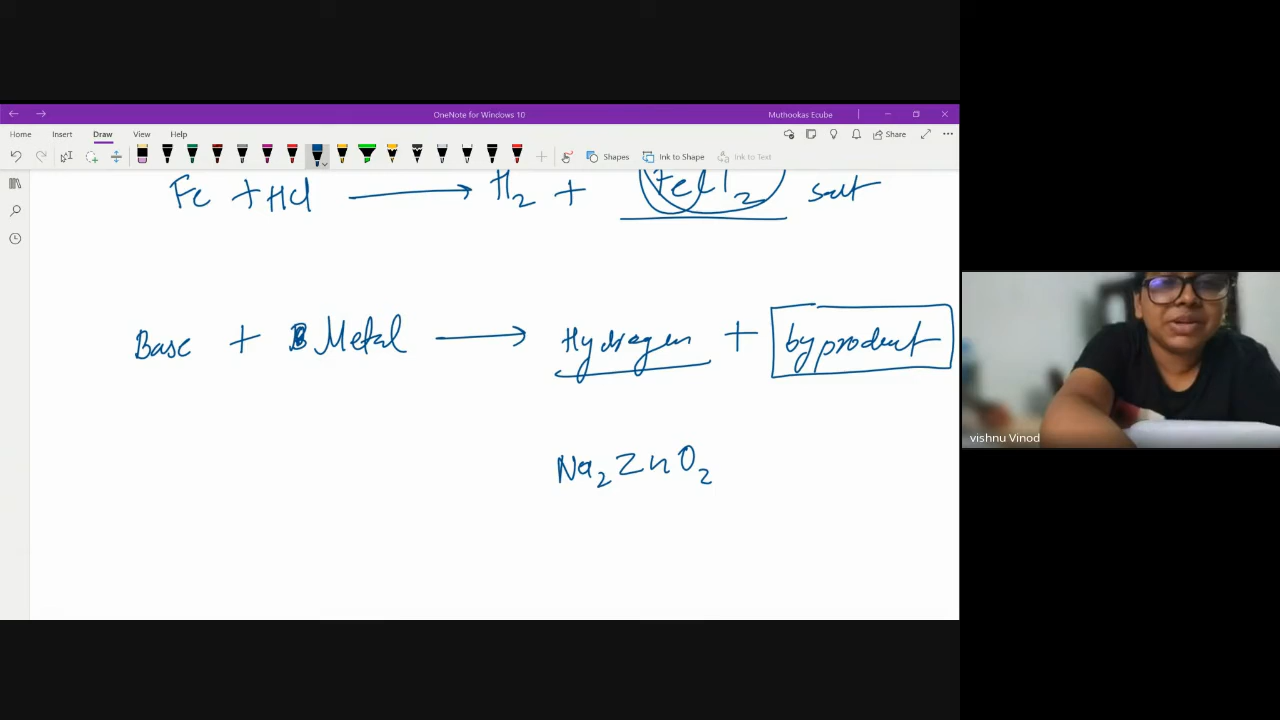 OneNote for Windows 10
Muthookas Ecube
Home Insert Draw View Help
Share
Shapes Ink to Shape Ink to Text
Fe + HCl → H2 + FeCl2 salt
Base + Metal → Hydrogen + byproduct
Na2ZnO2
vishnu Vinod